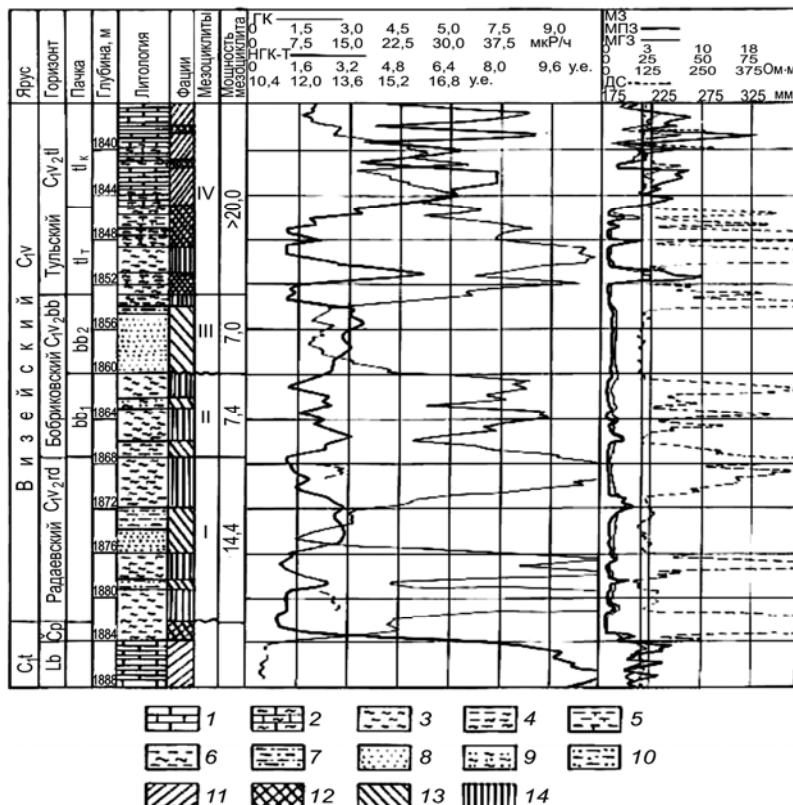 ГК
0 1,5 3,0 4,5 5,0 7,5 9,0
0 7,5 15,0 22,5 30,0 37,5 мкР/ч
НГК-Т
0 1,6 3,2 4,8 6,4 8,0 9,6 у.е.
10,4 12,0 13,6 15,2 16,8 у.е.
МЗ
МПЗ
МГЗ
0 3 10 18
0 25 50 75
0 125 250 375 Ом·м
ДС
175 225 275 325 мм
Ярус
Горизонт
Пачка
Глубина, м
Литология
Фации
Мезоциклиты
Мощность мезоциклита
C₁v
Визейский
C₁t
C₁v₂tl
Тульский
C₁v₂bb
Бобриковский
C₁v₂rd
Радаевский
Lb
tlк
tlт
bb₂
bb₁
1840
1844
1848
1852
1856
1860
1864
1868
1872
1876
1880
1884
1888
IV
III
II
I
>20,0
7,0
7,4
14,4
1 2 3 4 5
6 7 8 9 10
11 12 13 14